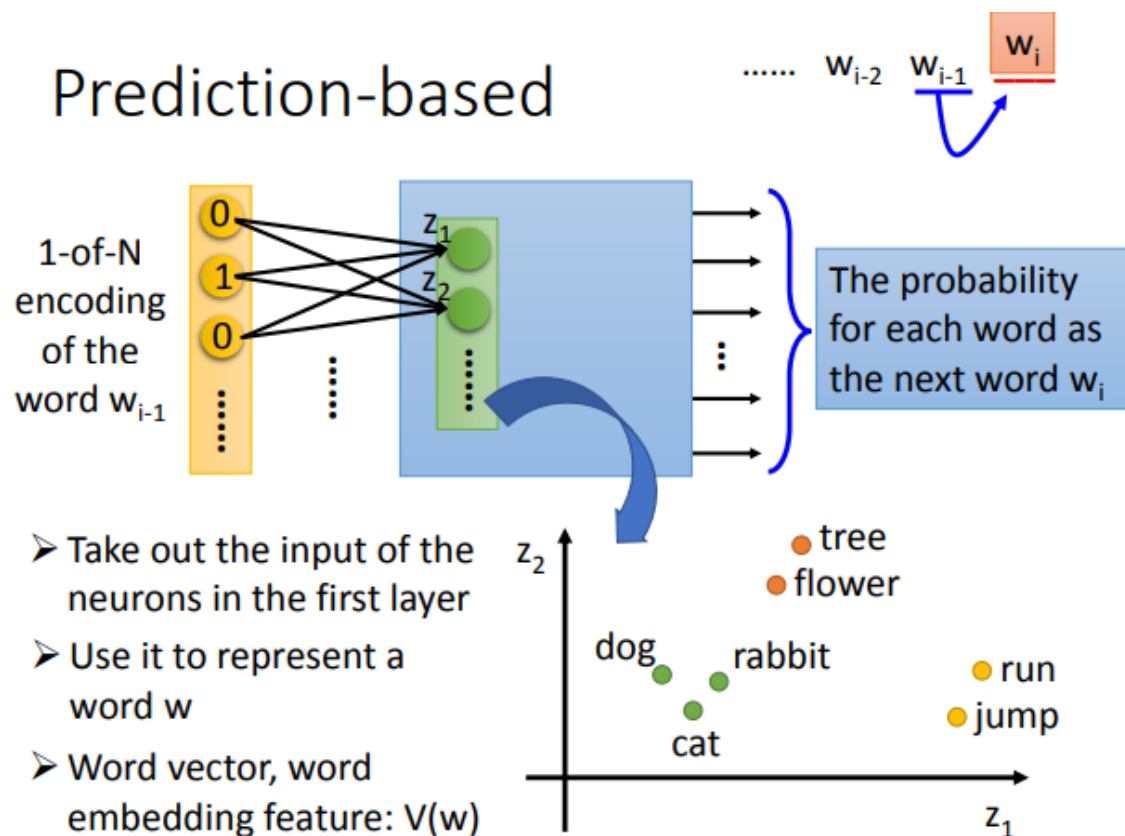 Prediction-based
…… wi-2 wi-1 wi
1-of-N
encoding
of the
word wi-1
0
1
0
……
……
z1
z2
……
…
The probability
for each word as
the next word wi
➢ Take out the input of the
neurons in the first layer
➢ Use it to represent a
word w
➢ Word vector, word
embedding feature: V(w)
z2
tree
flower
dog
rabbit
cat
run
jump
z1